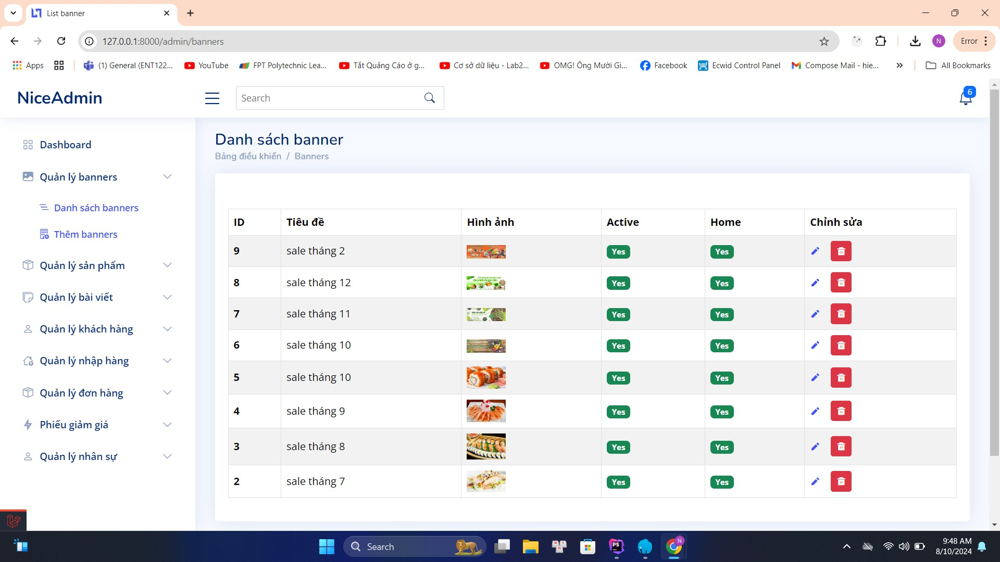 List banner
127.0.0.1:8000/admin/banners
Error
N
Apps
(1) General (ENT122...
YouTube
FPT Polytechnic Lea...
Tắt Quảng Cáo ở g...
Cơ sở dữ liệu - Lab2...
OMG! Ông Mười Gi...
Facebook
Ecwid Control Panel
Compose Mail - hie...
All Bookmarks
NiceAdmin
Search
6
Dashboard
Quản lý banners
Danh sách banners
Thêm banners
Quản lý sản phẩm
Quản lý bài viết
Quản lý khách hàng
Quản lý nhập hàng
Quản lý đơn hàng
Phiếu giảm giá
Quản lý nhân sự
Danh sách banner
Bảng điều khiển / Banners
ID Tiêu đề Hình ảnh Active Home Chỉnh sửa
9 sale tháng 2 Yes Yes
8 sale tháng 12 Yes Yes
7 sale tháng 11 Yes Yes
6 sale tháng 10 Yes Yes
5 sale tháng 10 Yes Yes
4 sale tháng 9 Yes Yes
3 sale tháng 8 Yes Yes
2 sale tháng 7 Yes Yes
Search
PS
N
9:48 AM
8/10/2024